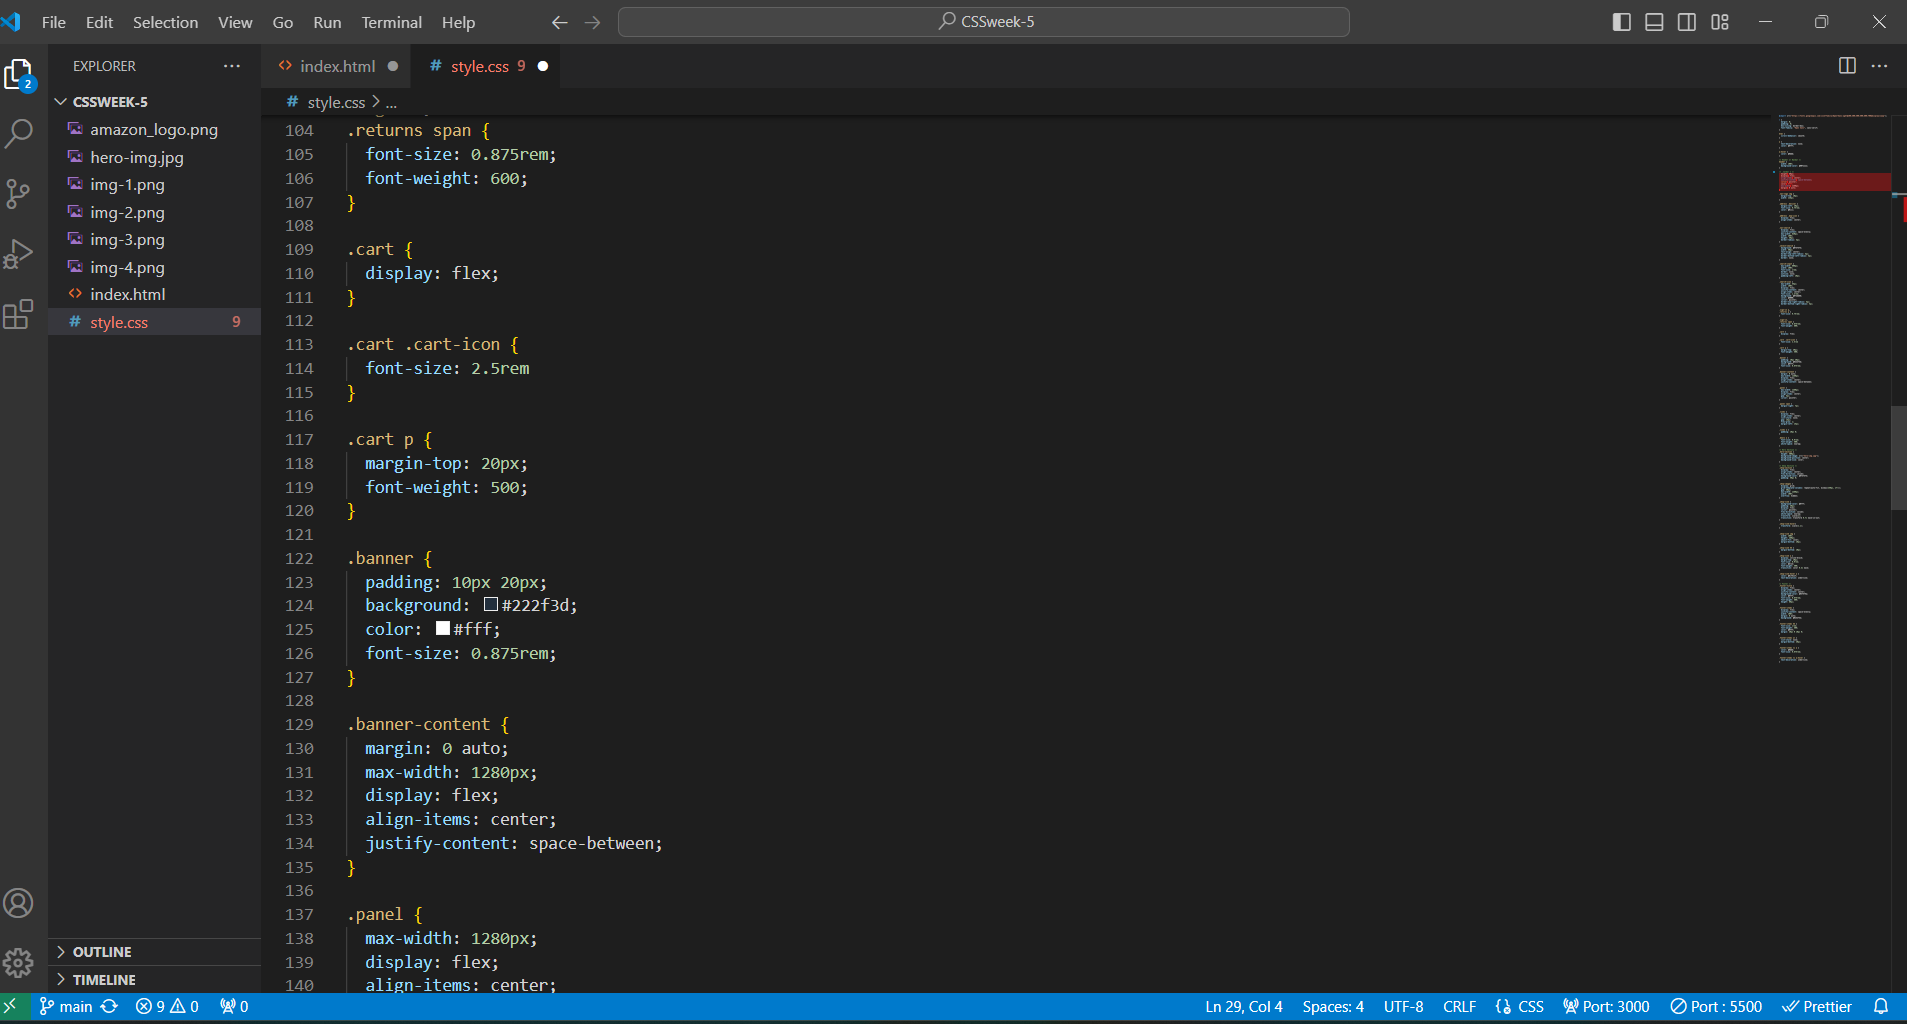 File Edit Selection View Go Run Terminal Help
CSSweek-5
2
EXPLORER
CSSWEEK-5
amazon_logo.png
hero-img.jpg
img-1.png
img-2.png
img-3.png
img-4.png
index.html
style.css 9
OUTLINE
TIMELINE
index.html
# style.css 9
# style.css > ...
104 .returns span {
105 font-size: 0.875rem;
106 font-weight: 600;
107 }
108
109 .cart {
110 display: flex;
111 }
112
113 .cart .cart-icon {
114 font-size: 2.5rem
115 }
116
117 .cart p {
118 margin-top: 20px;
119 font-weight: 500;
120 }
121
122 .banner {
123 padding: 10px 20px;
124 background: #222f3d;
125 color: #fff;
126 font-size: 0.875rem;
127 }
128
129 .banner-content {
130 margin: 0 auto;
131 max-width: 1280px;
132 display: flex;
133 align-items: center;
134 justify-content: space-between;
135 }
136
137 .panel {
138 max-width: 1280px;
139 display: flex;
140 align-items: center;
main 9 0 0 Ln 29, Col 4 Spaces: 4 UTF-8 CRLF CSS Port: 3000 Port : 5500 Prettier